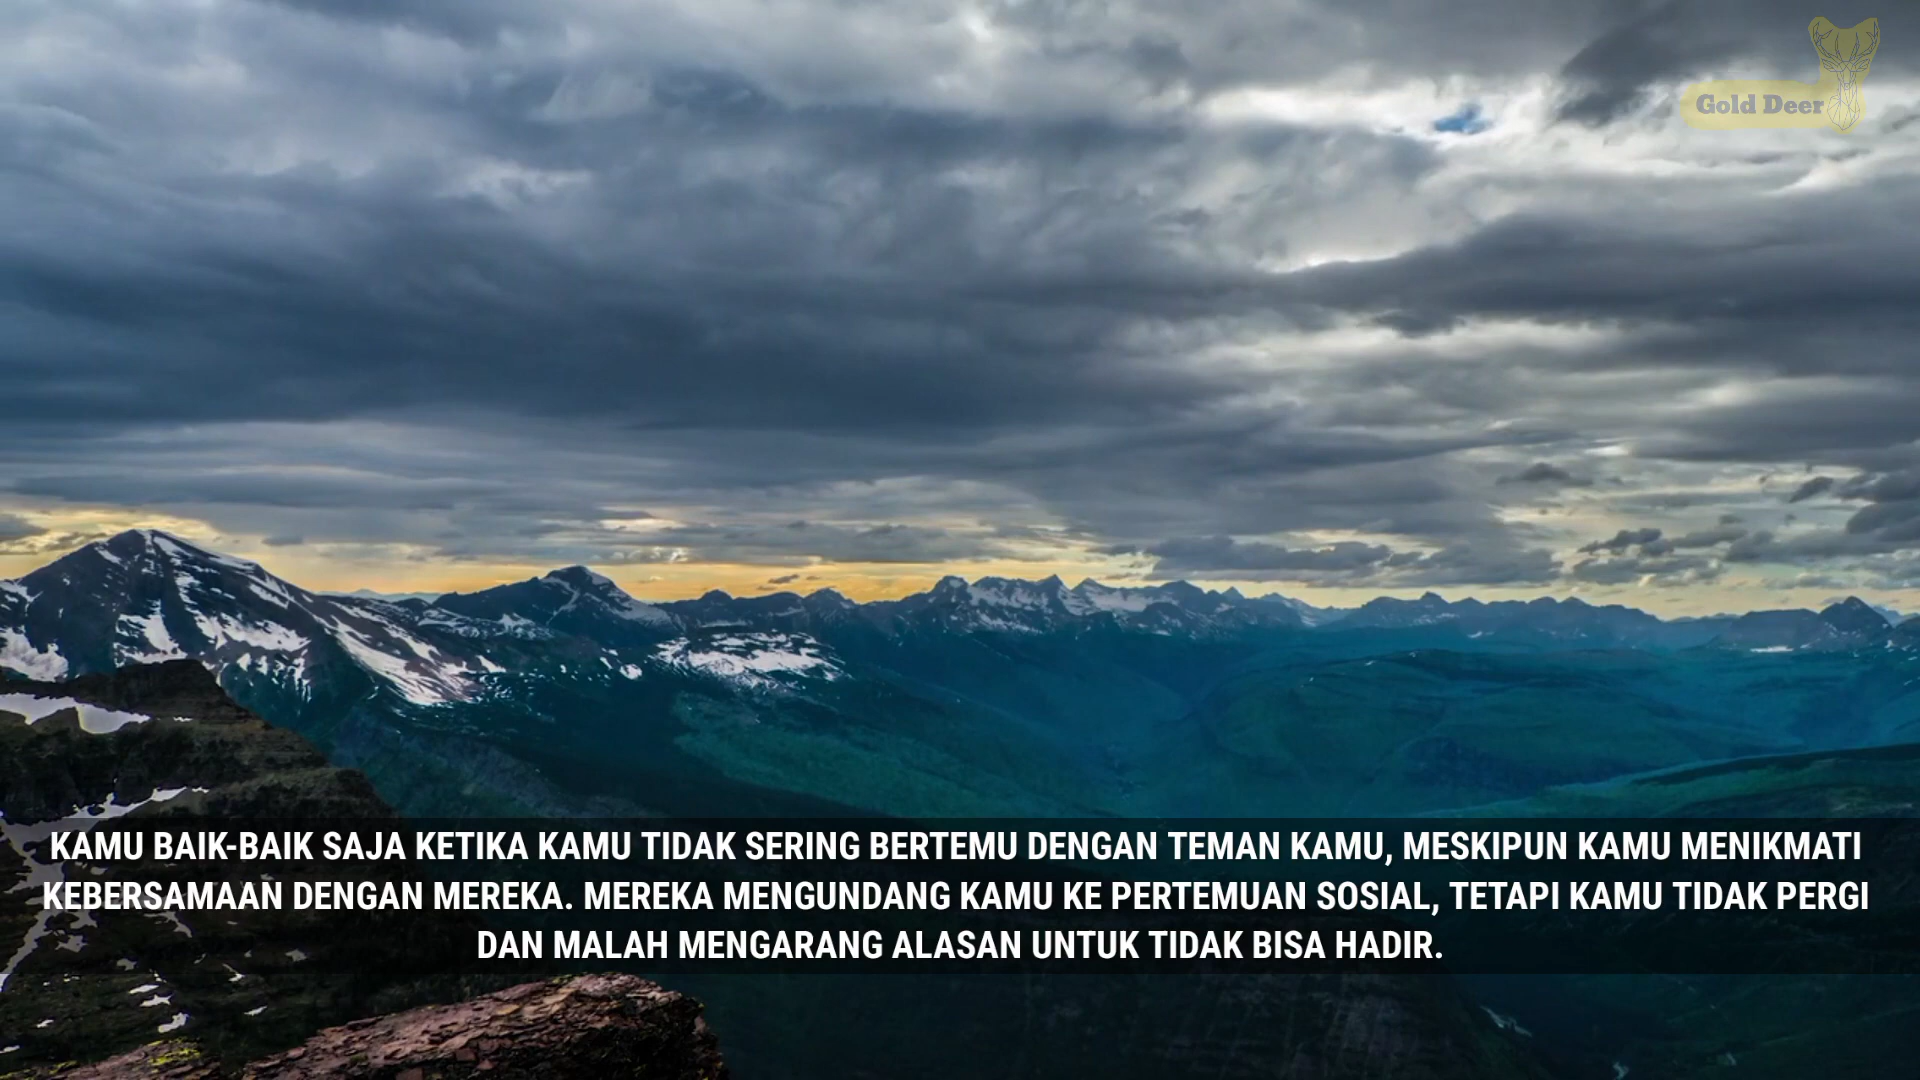 Gold Deer
KAMU BAIK-BAIK SAJA KETIKA KAMU TIDAK SERING BERTEMU DENGAN TEMAN KAMU, MESKIPUN KAMU MENIKMATI
KEBERSAMAAN DENGAN MEREKA. MEREKA MENGUNDANG KAMU KE PERTEMUAN SOSIAL, TETAPI KAMU TIDAK PERGI
DAN MALAH MENGARANG ALASAN UNTUK TIDAK BISA HADIR.